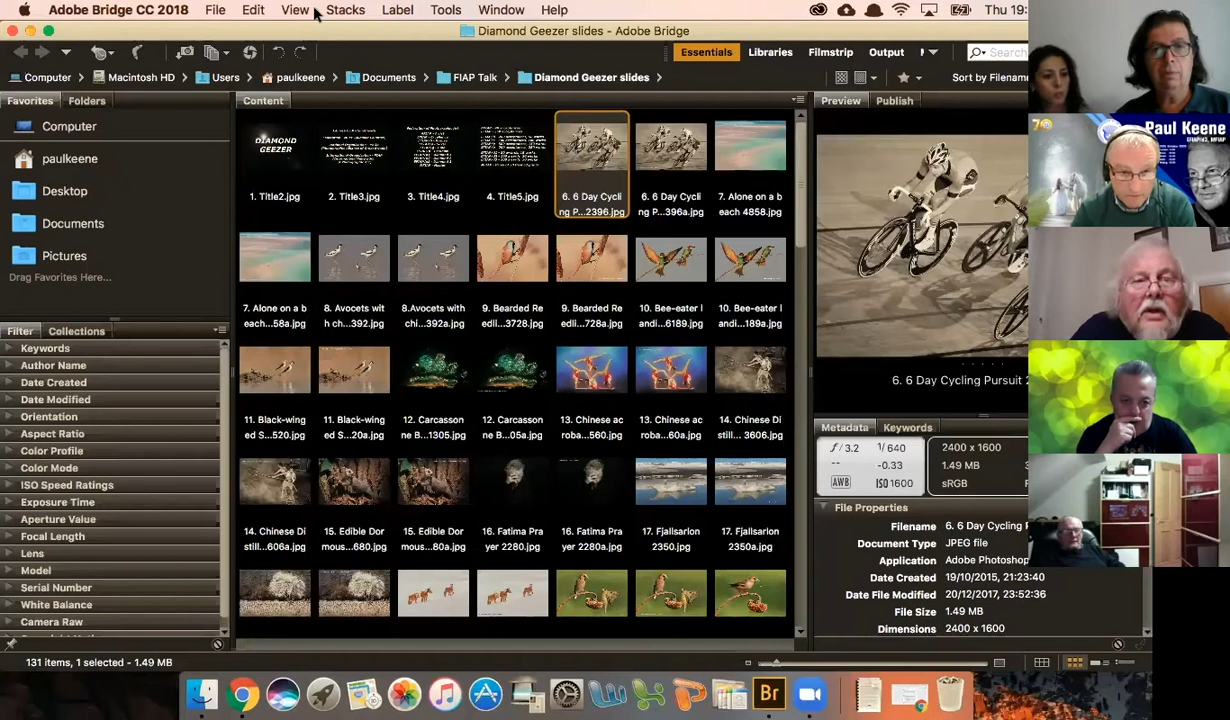 Adobe Bridge CC 2018 File Edit View Stacks Label Tools Window Help Thu 19:
Diamond Geezer slides - Adobe Bridge
Essentials Libraries Filmstrip Output Search
Computer Macintosh HD Users paulkeene Documents FIAP Talk Diamond Geezer slides Sort by Filenam
Favorites Folders
Computer
paulkeene
Desktop
Documents
Pictures
Drag Favorites Here...
Filter Collections
Keywords
Author Name
Date Created
Date Modified
Orientation
Aspect Ratio
Color Profile
Color Mode
ISO Speed Ratings
Exposure Time
Aperture Value
Focal Length
Lens
Model
Serial Number
White Balance
Camera Raw
131 items, 1 selected - 1.49 MB
Content
DIAMOND
GEEZER
1. Title2.jpg
2. Title3.jpg
3. Title4.jpg
4. Title5.jpg
6. 6 Day Cycli
ng P...2396.jpg
6. 6 Day Cycli
ng P...396a.jpg
7. Alone on a b
each 4858.jpg
7. Alone on a b
each...58a.jpg
8. Avocets wit
h ch...392.jpg
8.Avocets with
chi...392a.jpg
9. Bearded Re
edli...3728.jpg
9. Bearded Re
edli...728a.jpg
10. Bee-eater l
andi...6189.jpg
10. Bee-eater l
andi...189a.jpg
11. Black-wing
ed S...520.jpg
11. Black-wing
ed S...20a.jpg
12. Carcasson
ne B...1305.jpg
12. Carcasson
ne B...05a.jpg
13. Chinese ac
roba...560.jpg
13. Chinese ac
roba...60a.jpg
14. Chinese Di
still... 3606.jpg
14. Chinese Di
still...606a.jpg
15. Edible Dor
mous...680.jpg
15. Edible Dor
mous...80a.jpg
16. Fatima Pra
yer 2280.jpg
16. Fatima Pra
yer 2280a.jpg
17. Fjallsarlon
2350.jpg
17. Fjallsarlon
2350a.jpg
Preview Publish
6. 6 Day Cycling Pursuit 2
Metadata Keywords
f/3.2 1/640
-- -0.33
AWB ISO1600
2400 x 1600
1.49 MB
sRGB
File Properties
Filename 6. 6 Day Cycling P
Document Type JPEG file
Application Adobe Photoshop
Date Created 19/10/2015, 21:23:40
Date File Modified 20/12/2017, 23:52:36
File Size 1.49 MB
Dimensions 2400 x 1600
Paul Keene
Br